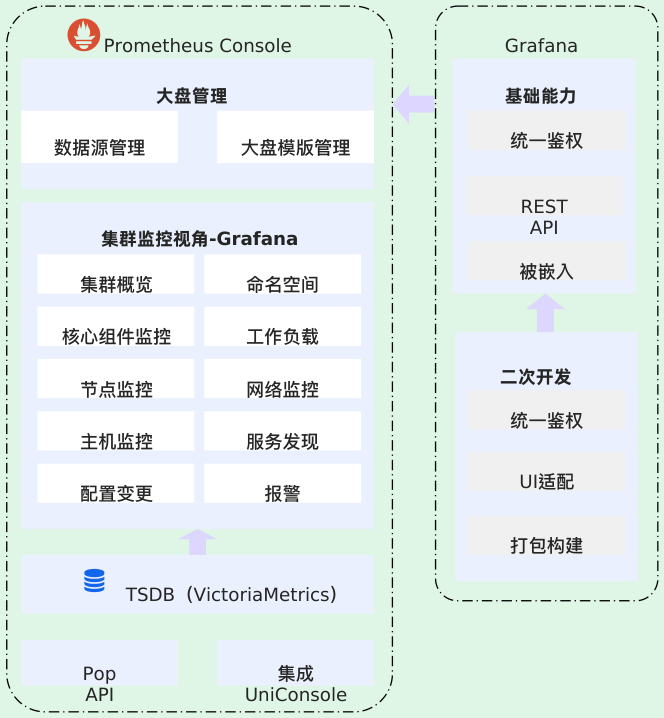 Prometheus Console
大盘管理
数据源管理
大盘模版管理
集群监控视角-Grafana
集群概览
命名空间
核心组件监控
工作负载
节点监控
网络监控
主机监控
服务发现
配置变更
报警
TSDB（VictoriaMetrics)
Pop
API
集成
UniConsole
Grafana
基础能力
统一鉴权
REST
API
被嵌入
二次开发
统一鉴权
UI适配
打包构建